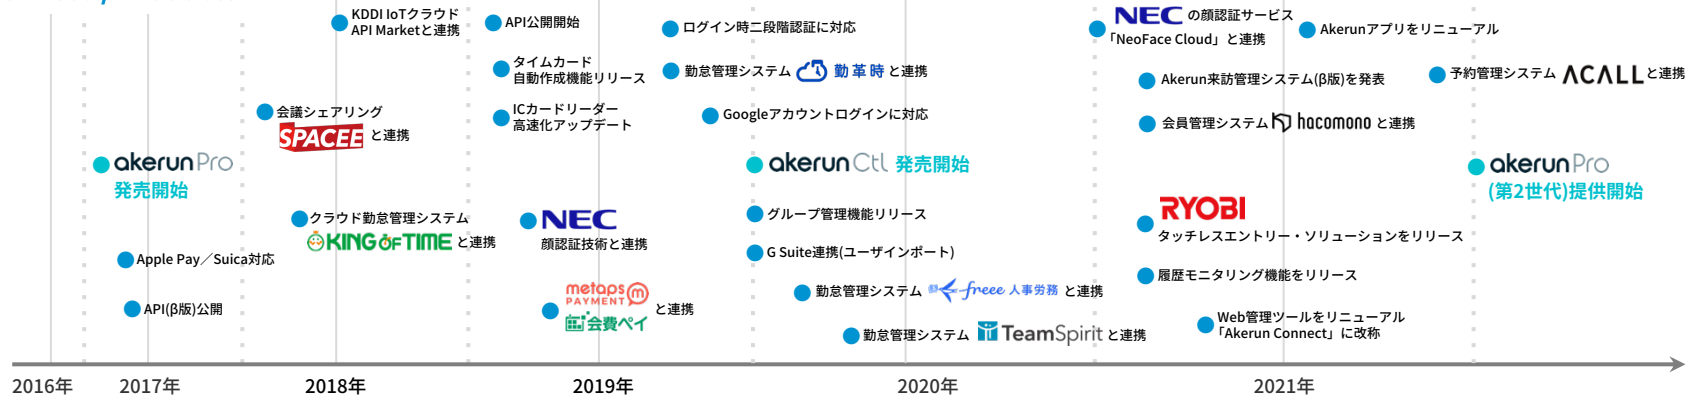 KDDI IoTクラウド
API Marketと連携
API公開開始
ログイン時二段階認証に対応
NEC の顔認証サービス
「NeoFace Cloud」と連携
Akerunアプリをリニューアル
タイムカード
自動作成機能リリース
勤怠管理システム 勤革時 と連携
Akerun来訪管理システム(β版)を発表
予約管理システム ACALL と連携
会議シェアリング
SPACEE と連携
ICカードリーダー
高速化アップデート
Googleアカウントログインに対応
会員管理システム hacomono と連携
akerun Pro
発売開始
akerun Ctl 発売開始
akerun Pro
(第2世代)提供開始
クラウド勤怠管理システム
KING OF TIME と連携
NEC
顔認証技術と連携
グループ管理機能リリース
RYOBI
タッチレスエントリー・ソリューションをリリース
Apple Pay／Suica対応
G Suite連携(ユーザインポート)
履歴モニタリング機能をリリース
API(β版)公開
metaps
PAYMENT
会費ペイ
と連携
勤怠管理システム freee 人事労務 と連携
勤怠管理システム TeamSpirit と連携
Web管理ツールをリニューアル
「Akerun Connect」に改称
2016年 2017年 2018年 2019年 2020年 2021年